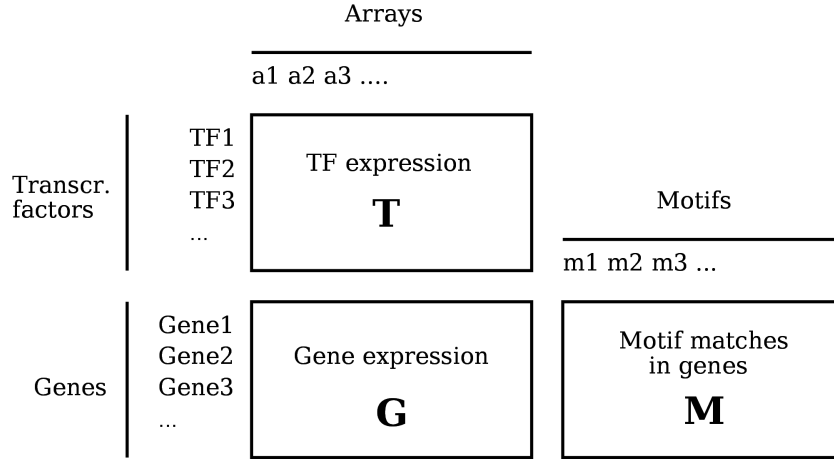 Arrays
a1 a2 a3 ....
Transcr.
factors
TF1
TF2
TF3
...
TF expression
T
Motifs
m1 m2 m3 ...
Genes
Gene1
Gene2
Gene3
...
Gene expression
G
Motif matches
in genes
M